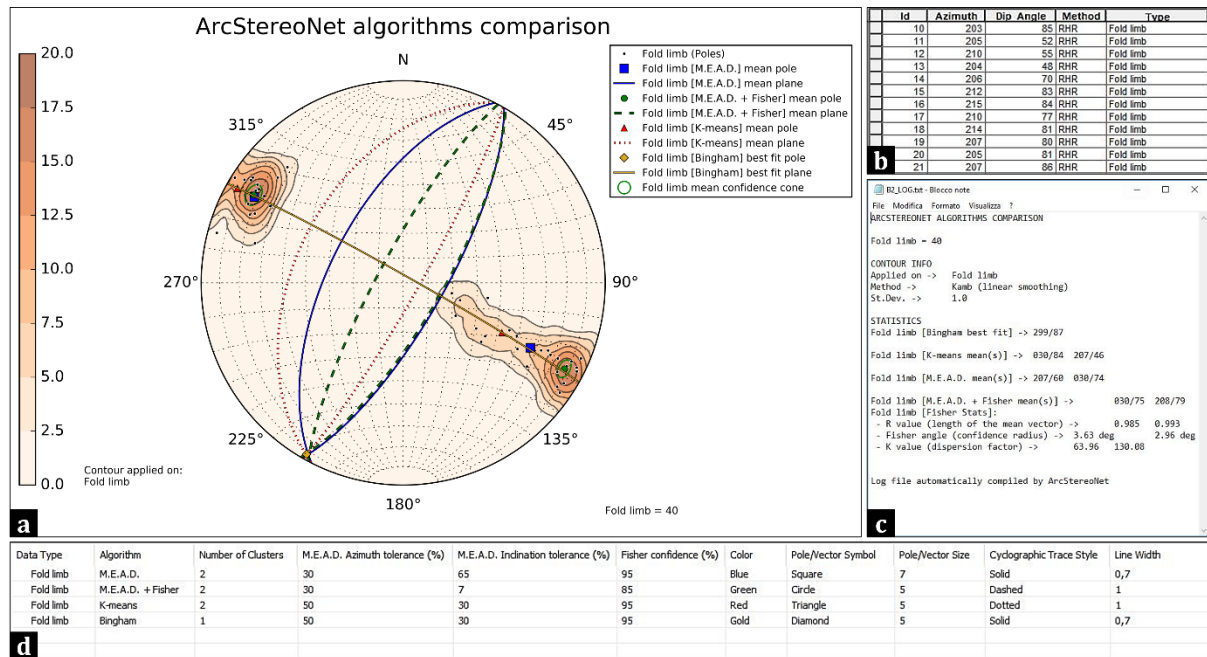 ArcStereoNet algorithms comparison
20.0
17.5
15.0
12.5
10.0
7.5
5.0
2.5
0.0
N
45°
90°
135°
180°
225°
270°
315°
Fold limb (Poles)
Fold limb [M.E.A.D.] mean pole
Fold limb [M.E.A.D.] mean plane
Fold limb [M.E.A.D. + Fisher] mean pole
Fold limb [M.E.A.D. + Fisher] mean plane
Fold limb [K-means] mean pole
Fold limb [K-means] mean plane
Fold limb [Bingham] best fit pole
Fold limb [Bingham] best fit plane
Fold limb mean confidence cone
Contour applied on:
Fold limb
Fold limb = 40
a
Id Azimuth Dip_Angle Method Type
10 203 85 RHR Fold limb
11 205 52 RHR Fold limb
12 210 55 RHR Fold limb
13 204 48 RHR Fold limb
14 206 70 RHR Fold limb
15 212 83 RHR Fold limb
16 215 84 RHR Fold limb
17 210 77 RHR Fold limb
18 214 81 RHR Fold limb
19 207 80 RHR Fold limb
20 205 81 RHR Fold limb
21 207 86 RHR Fold limb
b
B2_LOG.txt - Blocco note
File Modifica Formato Visualizza ?
ARCSTEREONET ALGORITHMS COMPARISON
Fold limb = 40
CONTOUR INFO
Applied on -> Fold limb
Method -> Kamb (linear smoothing)
St.Dev. -> 1.0
STATISTICS
Fold limb [Bingham best fit] -> 299/87
Fold limb [K-means mean(s)] -> 030/84 207/46
Fold limb [M.E.A.D. mean(s)] -> 207/60 030/74
Fold limb [M.E.A.D. + Fisher mean(s)] -> 030/75 208/79
Fold limb [Fisher Stats]:
- R value (length of the mean vector) -> 0.985 0.993
- Fisher angle (confidence radius) -> 3.63 deg 2.96 deg
- K value (dispersion factor) -> 63.96 130.08
Log file automatically compiled by ArcStereoNet
c
Data Type Algorithm Number of Clusters M.E.A.D. Azimuth tolerance (%) M.E.A.D. Inclination tolerance (%) Fisher confidence (%) Color Pole/Vector Symbol Pole/Vector Size Cyclographic Trace Style Line Width
Fold limb M.E.A.D. 2 30 65 95 Blue Square 7 Solid 0,7
Fold limb M.E.A.D. + Fisher 2 30 7 85 Green Circle 5 Dashed 1
Fold limb K-means 2 50 30 95 Red Triangle 5 Dotted 1
Fold limb Bingham 1 50 30 95 Gold Diamond 5 Solid 0,7
d